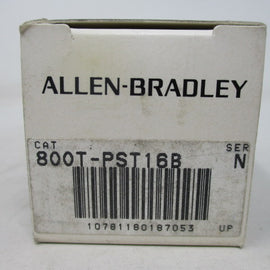 ALLEN-BRADLEY
CAT SER
800T-PST16B N
10781180187053 UP